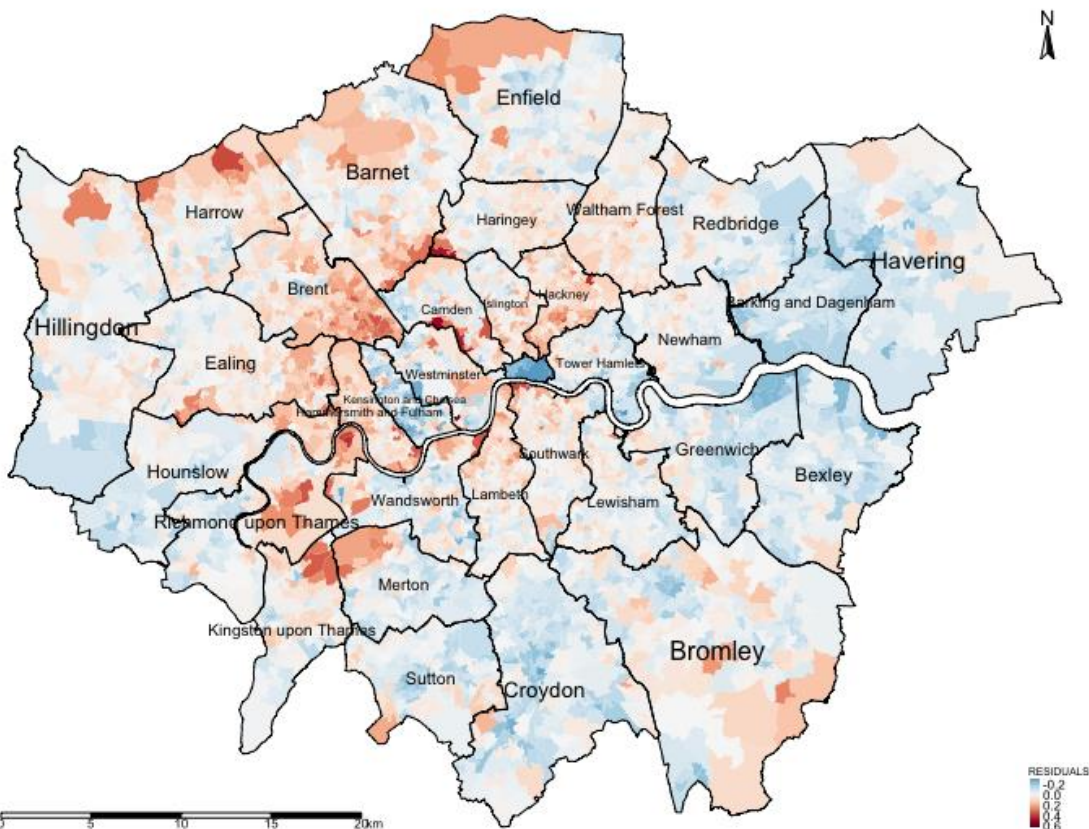 N
Enfield
Barnet
Harrow
Haringey
Waltham Forest
Redbridge
Havering
Brent
Camden
Islington
Hackney
Barking and Dagenham
Hillingdon
Ealing
Newham
Westminster
Tower Hamlets
Kensington and Chelsea
Hammersmith and Fulham
Hounslow
Southwark
Greenwich
Bexley
Wandsworth
Lambeth
Lewisham
Richmond upon Thames
Merton
Kingston upon Thames
Bromley
Sutton
Croydon
RESIDUALS
-0.2
0.0
0.2
0.4
0.6
0 5 10 15 20km